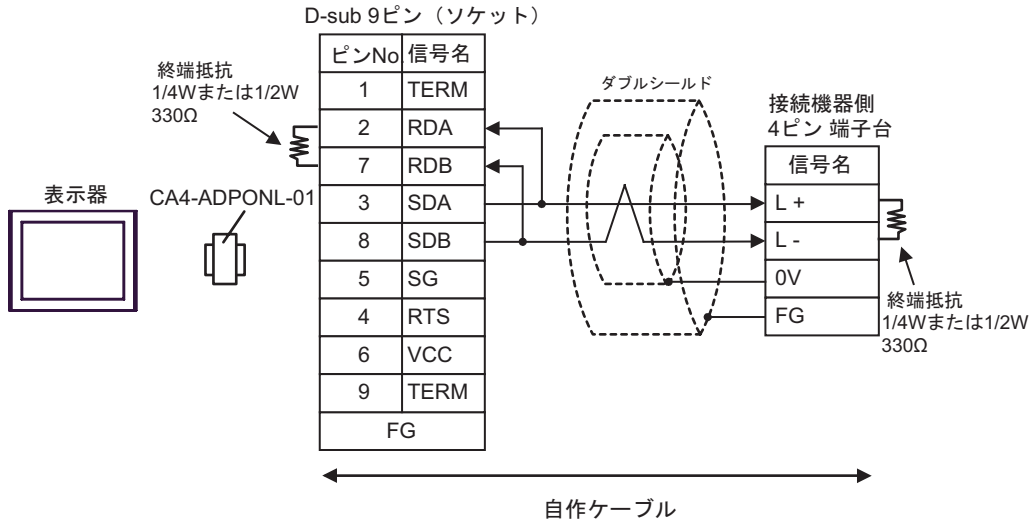 D-sub 9ピン（ソケット）
ピンNo. 信号名
1 TERM
2 RDA
7 RDB
3 SDA
8 SDB
5 SG
4 RTS
6 VCC
9 TERM
FG
終端抵抗
1/4Wまたは1/2W
330Ω
表示器
CA4-ADPONL-01
ダブルシールド
接続機器側
4ピン 端子台
信号名
L +
L -
0V
FG
終端抵抗
1/4Wまたは1/2W
330Ω
自作ケーブル